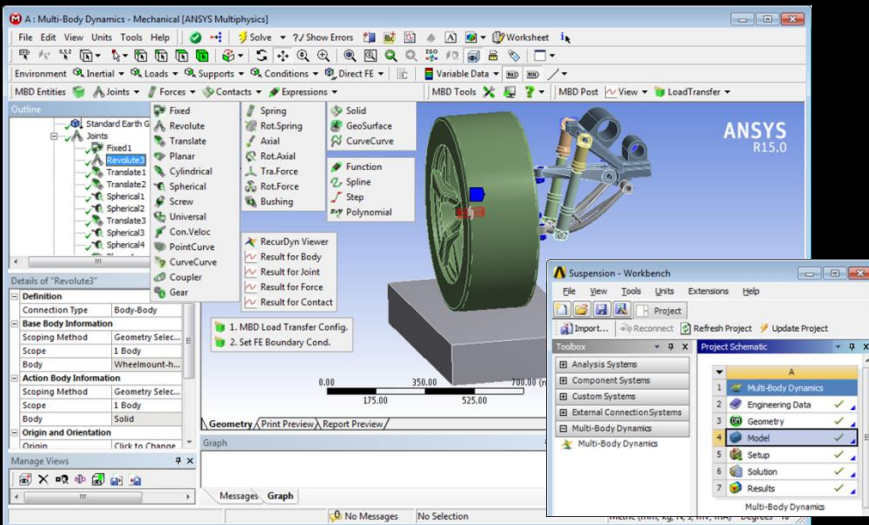 A : Multi-Body Dynamics - Mechanical [ANSYS Multiphysics]
File Edit View Units Tools Help Solve ?/ Show Errors Worksheet
Environment Inertial Loads Supports Conditions Direct FE Variable Data
MBD Entities Joints Forces Contacts Expressions MBD Tools MBD Post View LoadTransfer
Outline
Standard Earth G
Joints
Fixed1
Revolute3
Translate1
Translate2
Spherical1
Spherical2
Translate3
Spherical3
Spherical4
Fixed
Revolute
Translate
Planar
Cylindrical
Spherical
Screw
Universal
Con.Veloc
PointCurve
CurveCurve
Coupler
Gear
Spring
Rot.Spring
Axial
Rot.Axial
Tra.Force
Rot.Force
Bushing
Solid
GeoSurface
CurveCurve
Function
Spline
Step
Polynomial
RecurDyn Viewer
Result for Body
Result for Joint
Result for Force
Result for Contact
1. MBD Load Transfer Config.
2. Set FE Boundary Cond.
ANSYS
R15.0
0.00 350.00 700.00
175.00 525.00
Geometry Print Preview Report Preview
Details of "Revolute3"
Definition
Connection Type Body-Body
Base Body Information
Scoping Method Geometry Selec...
Scope 1 Body
Body Wheelmount-h...
Action Body Information
Scoping Method Geometry Selec...
Scope 1 Body
Body Solid
Origin and Orientation
Origin Click to Change
Manage Views
Graph
Messages Graph
No Messages No Selection
Suspension - Workbench
File View Tools Units Extensions Help
Project
Import... Reconnect Refresh Project Update Project
Toolbox
Analysis Systems
Component Systems
Custom Systems
External Connection Systems
Multi-Body Dynamics
Multi-Body Dynamics
Project Schematic
A
1 Multi-Body Dynamics
2 Engineering Data
3 Geometry
4 Model
5 Setup
6 Solution
7 Results
Multi-Body Dynamics